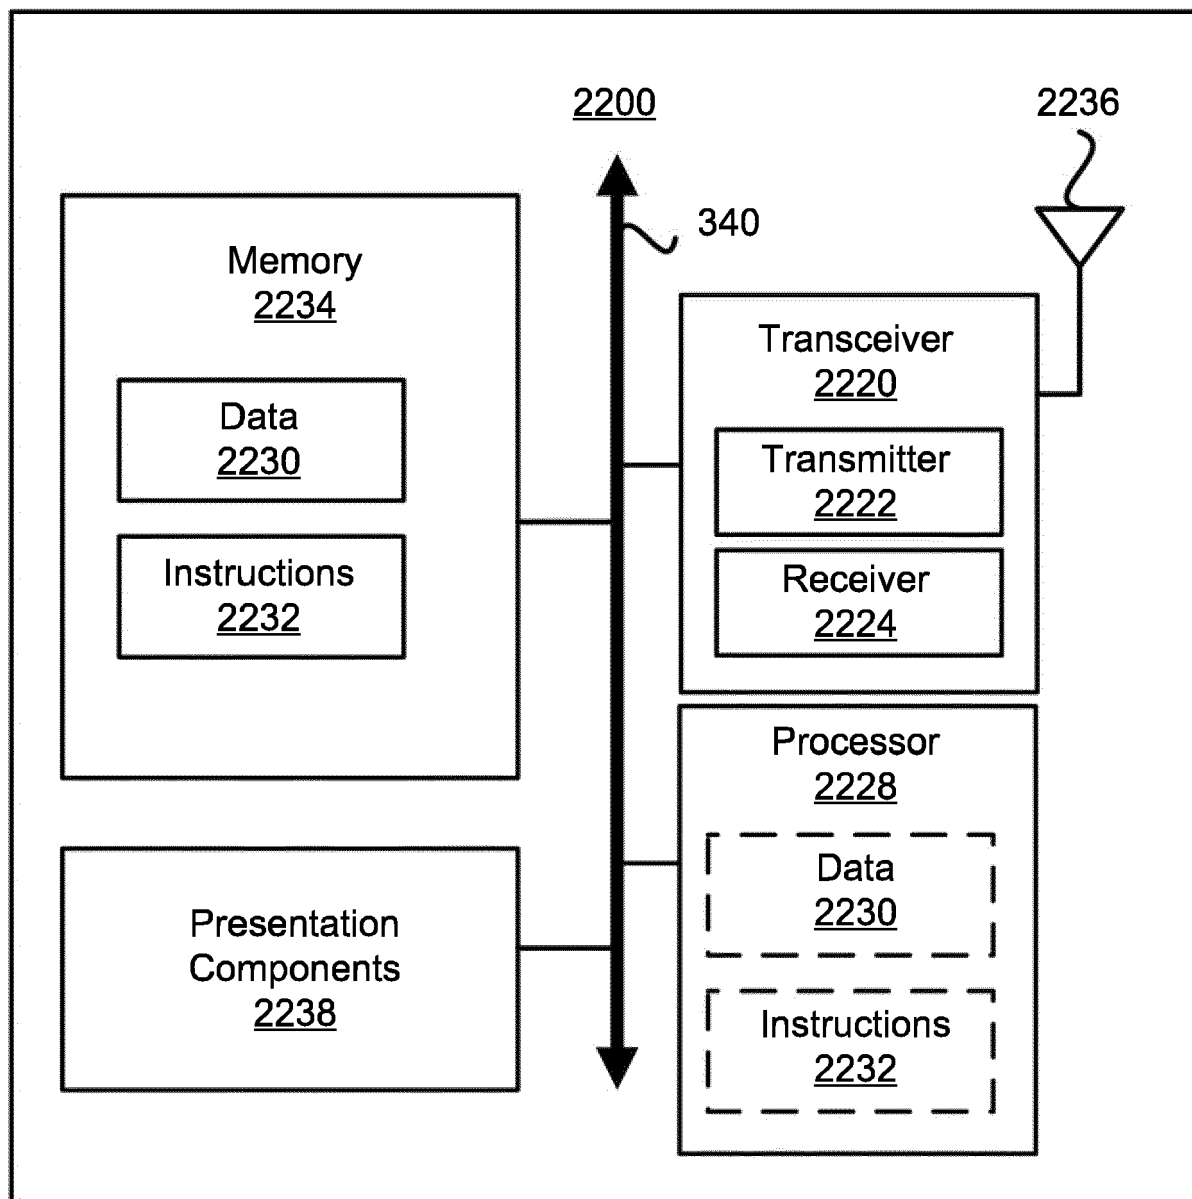 2200
2236
340
Memory
2234
Data
2230
Instructions
2232
Transceiver
2220
Transmitter
2222
Receiver
2224
Presentation
Components
2238
Processor
2228
Data
2230
Instructions
2232